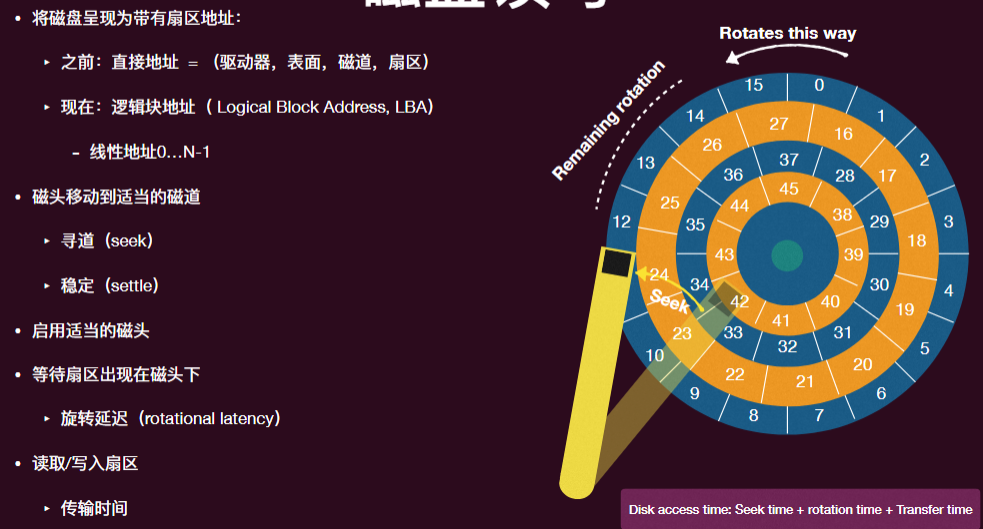 • 将磁盘呈现为带有扇区地址：
‣ 之前：直接地址 =（驱动器，表面，磁道，扇区）
‣ 现在：逻辑块地址（ Logical Block Address, LBA）
- 线性地址0…N-1
• 磁头移动到适当的磁道
‣ 寻道（seek）
‣ 稳定（settle）
• 启用适当的磁头
• 等待扇区出现在磁头下
‣ 旋转延迟（rotational latency）
• 读取/写入扇区
‣ 传输时间
Rotates this way
Remaining rotation
Seek
0
1
2
3
4
5
6
7
8
9
10
12
13
14
15
16
17
18
19
20
21
22
23
24
25
26
27
28
29
30
31
32
33
34
35
36
37
38
39
40
41
42
43
44
45
Disk access time: Seek time + rotation time + Transfer time